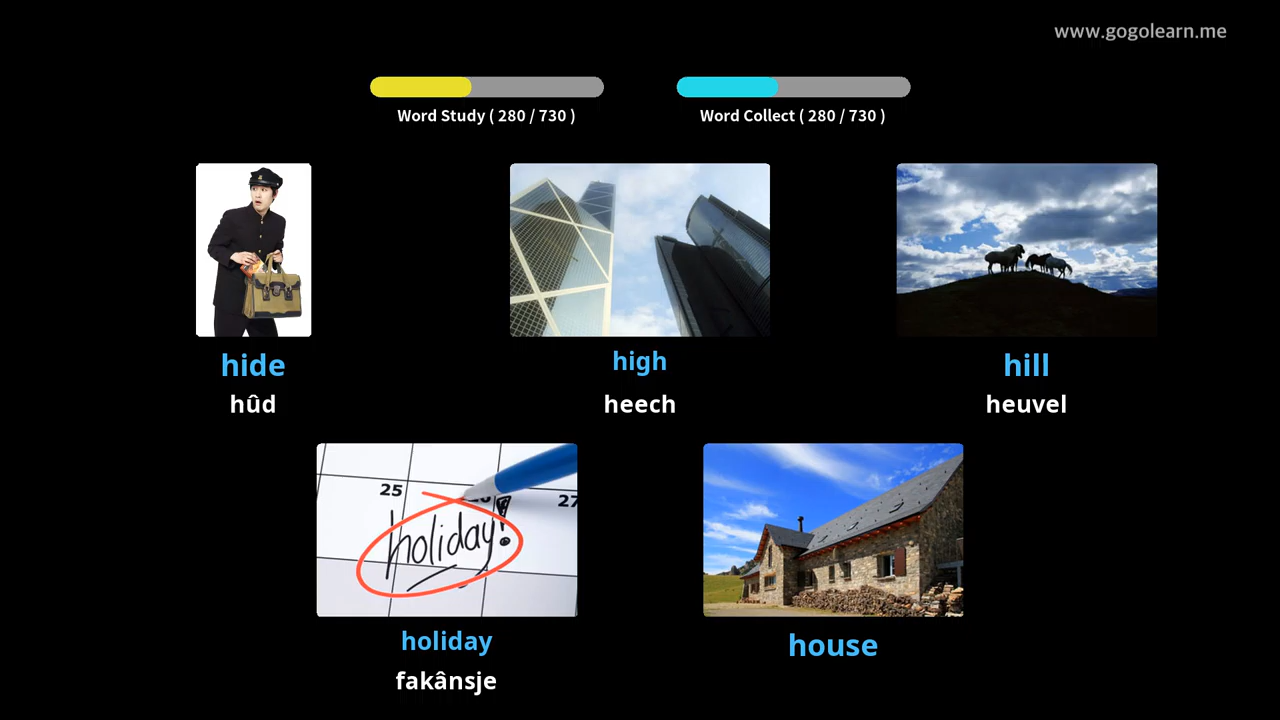 www.gogolearn.me
Word Study ( 280 / 730 )
Word Collect ( 280 / 730 )
hide
hûd
high
heech
hill
heuvel
25
27
holiday!
holiday
fakânsje
house